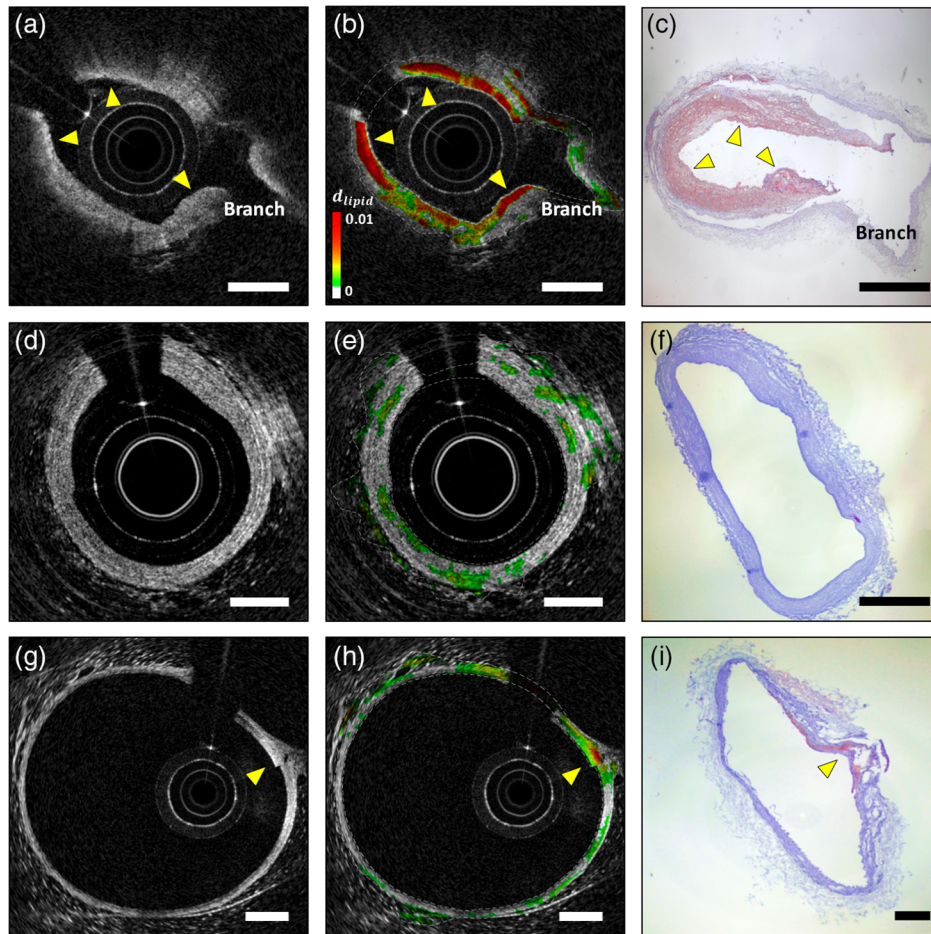 (a)
(b)
(c)
Branch
d_lipid
0.01
0
Branch
Branch
(d)
(e)
(f)
(g)
(h)
(i)